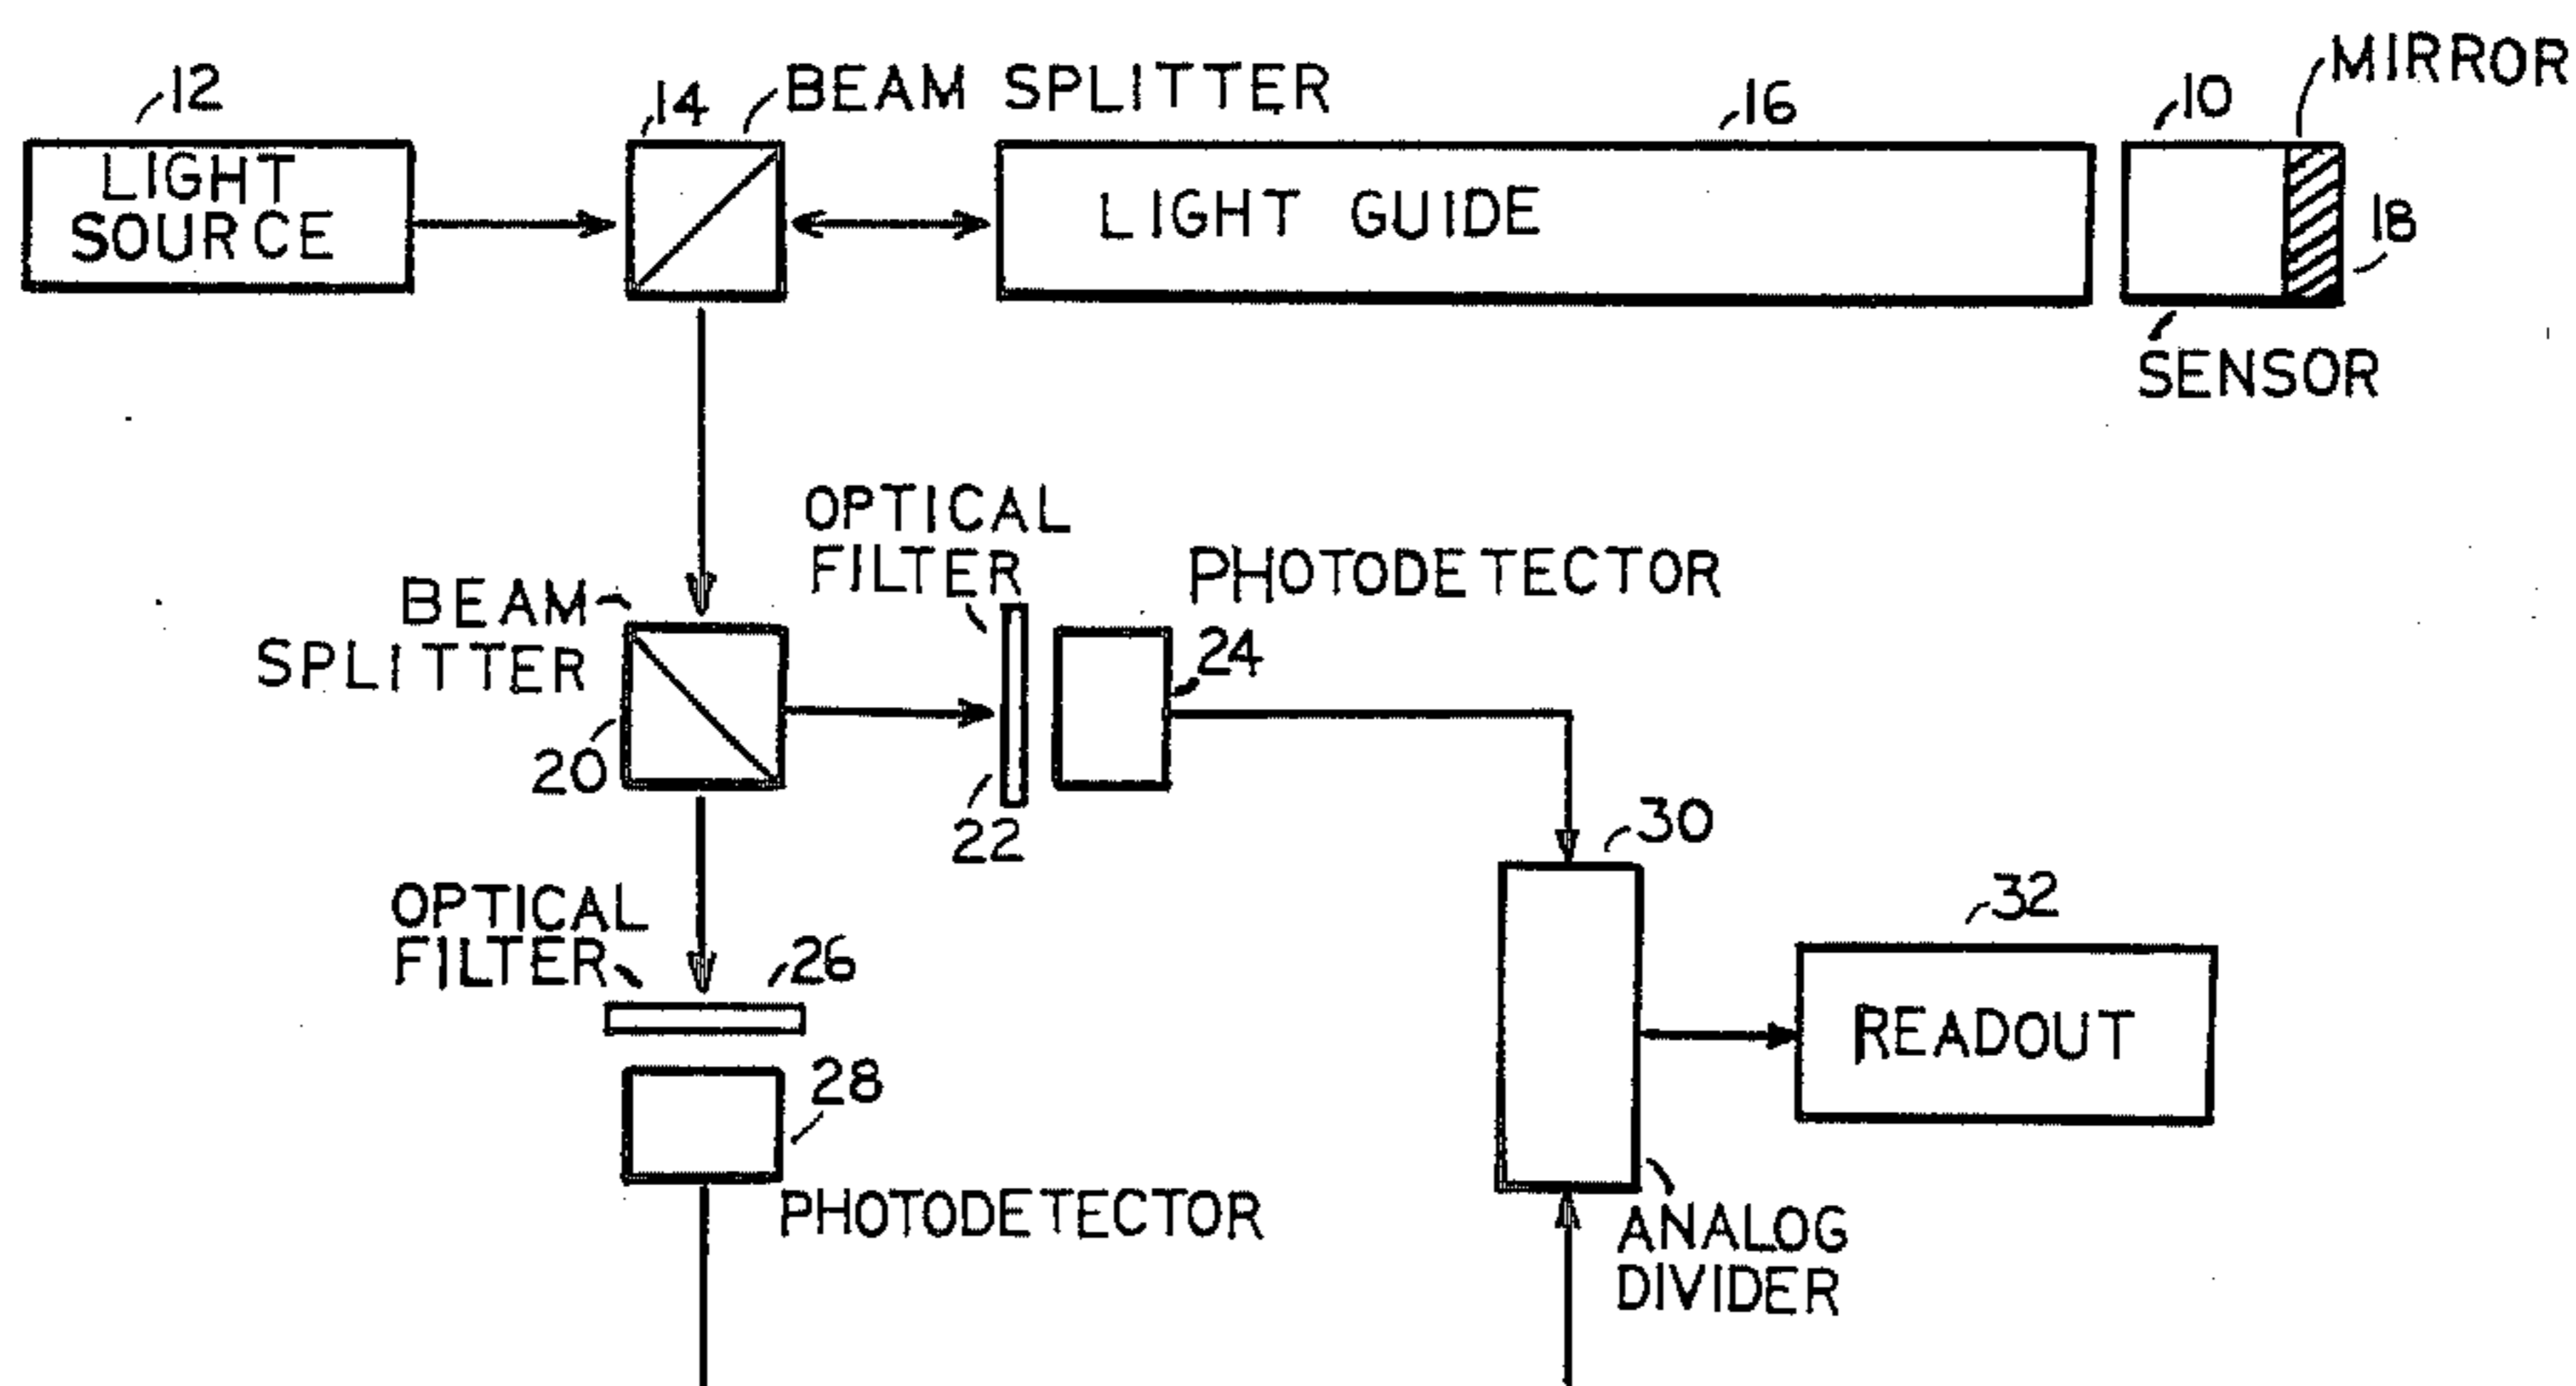 12
LIGHT
SOURCE
14
BEAM SPLITTER
16
LIGHT GUIDE
10
MIRROR
18
SENSOR
OPTICAL
FILTER
PHOTODETECTOR
BEAM
SPLITTER
20
22
24
OPTICAL
FILTER
26
28
PHOTODETECTOR
30
ANALOG
DIVIDER
32
READOUT